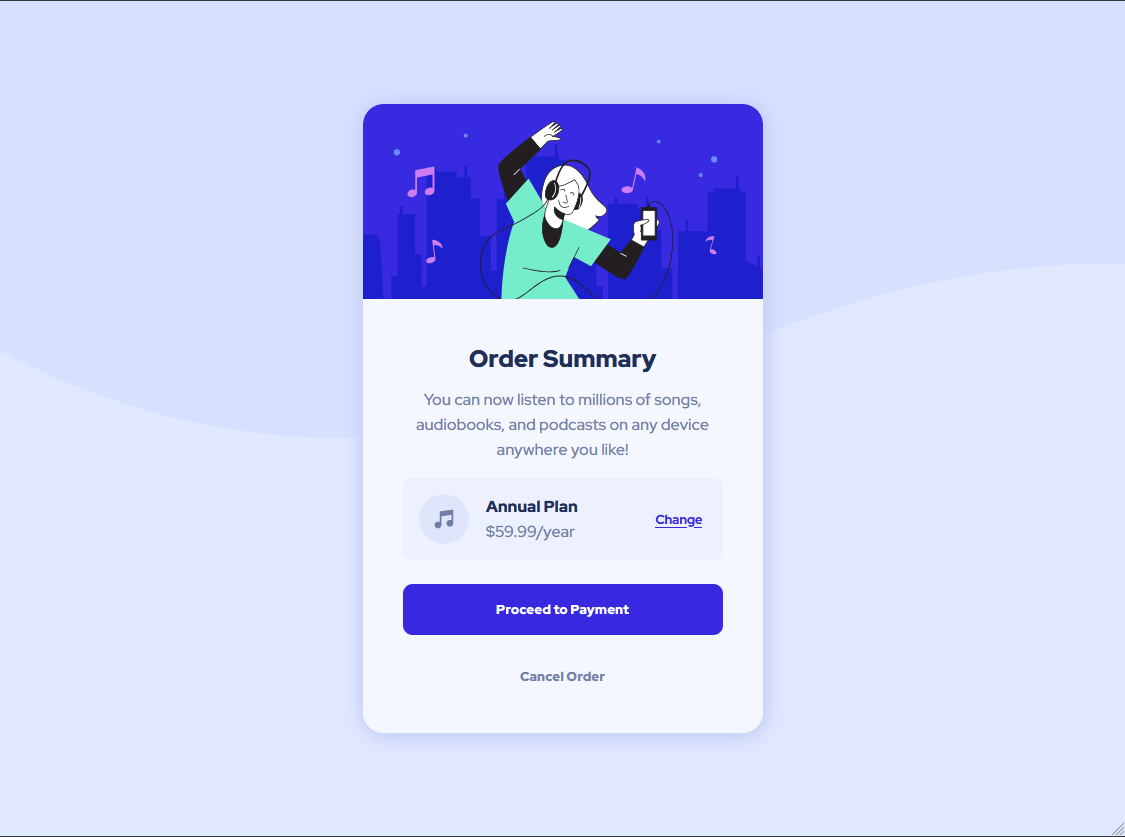 Order Summary
You can now listen to millions of songs,
audiobooks, and podcasts on any device
anywhere you like!
Annual Plan
$59.99/year
Change
Proceed to Payment
Cancel Order